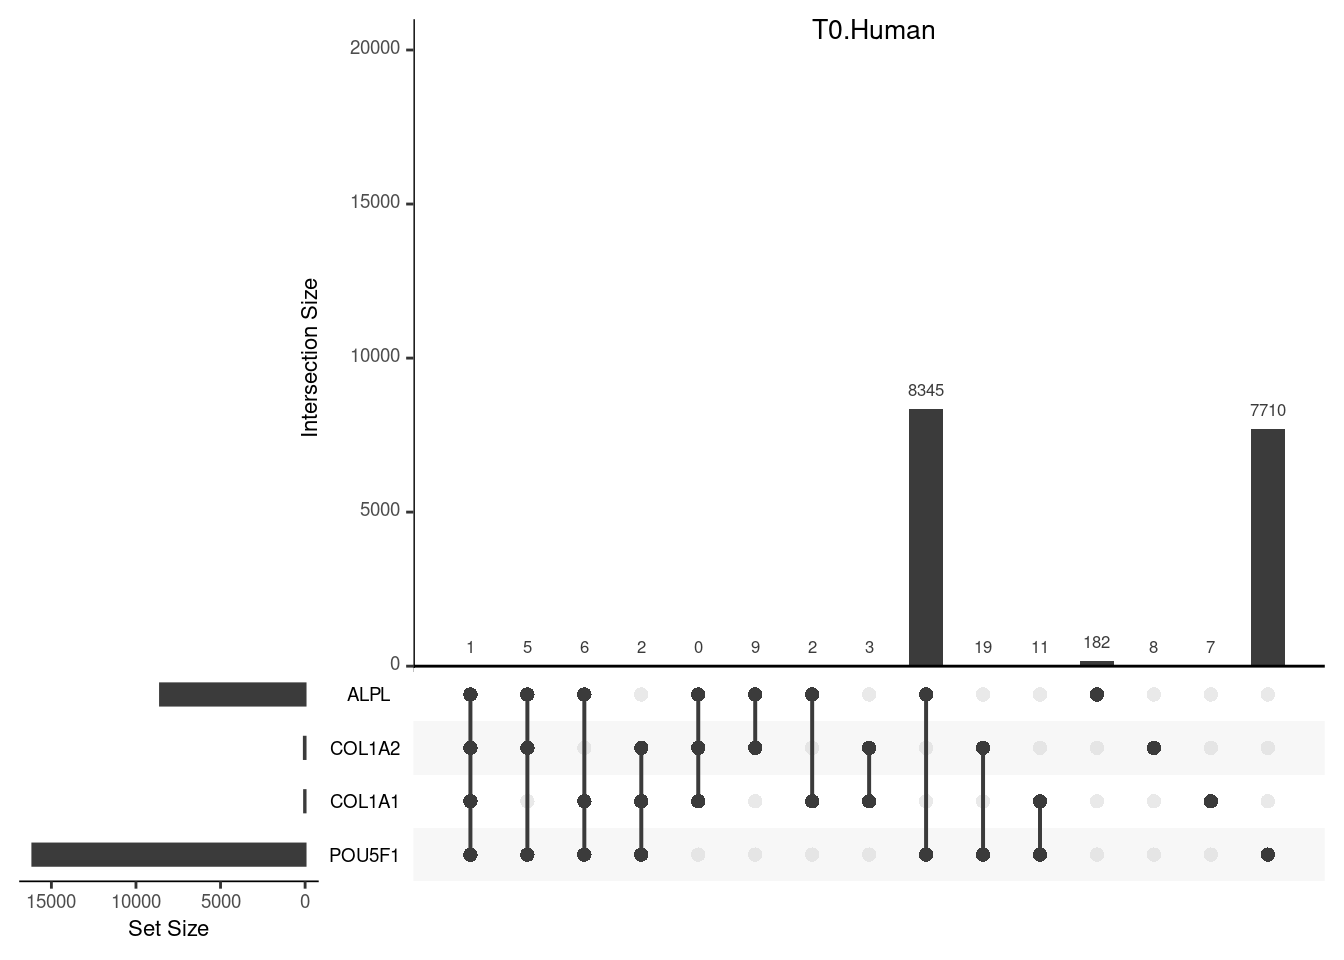 T0.Human
20000
15000
10000
5000
0
Intersection Size
8345
7710
1 5 6 2 0 9 2 3 19 11 182 8 7
ALPL
COL1A2
COL1A1
POU5F1
15000 10000 5000 0
Set Size